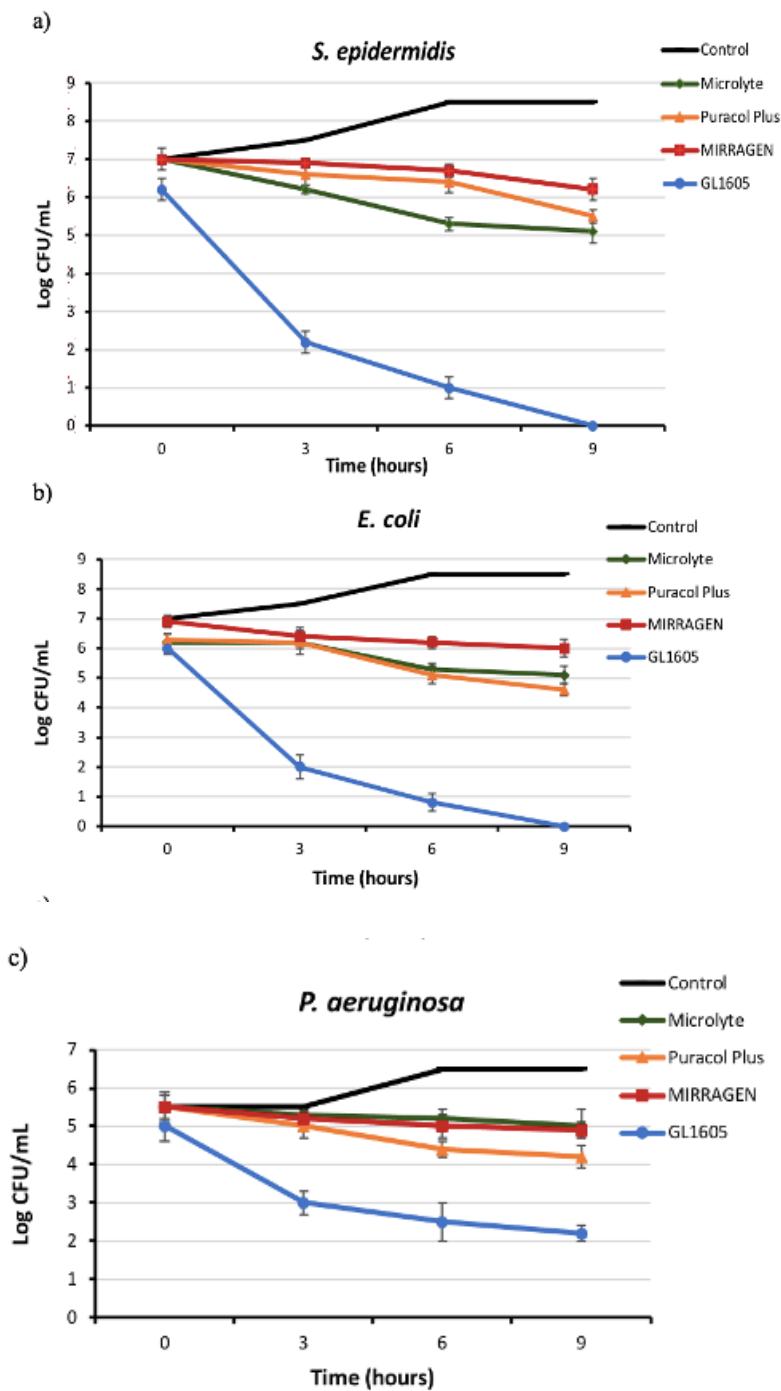 a)
S. epidermidis
Control
Microlyte
Puracol Plus
MIRRAGEN
GL1605
Log CFU/mL
9
8
7
6
5
4
3
2
1
0
0 3 6 9
Time (hours)
b)
E. coli
Control
Microlyte
Puracol Plus
MIRRAGEN
GL1605
Log CFU/mL
9
8
7
6
5
4
3
2
1
0
0 3 6 9
Time (hours)
c)
P. aeruginosa
Control
Microlyte
Puracol Plus
MIRRAGEN
GL1605
Log CFU/mL
7
6
5
4
3
2
1
0
0 3 6 9
Time (hours)